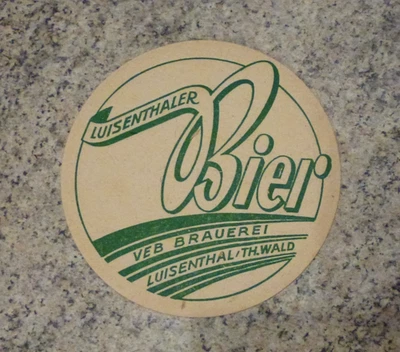 LUISENTHALER
Bier
VEB BRAUEREI
LUISENTHAL/TH.WALD